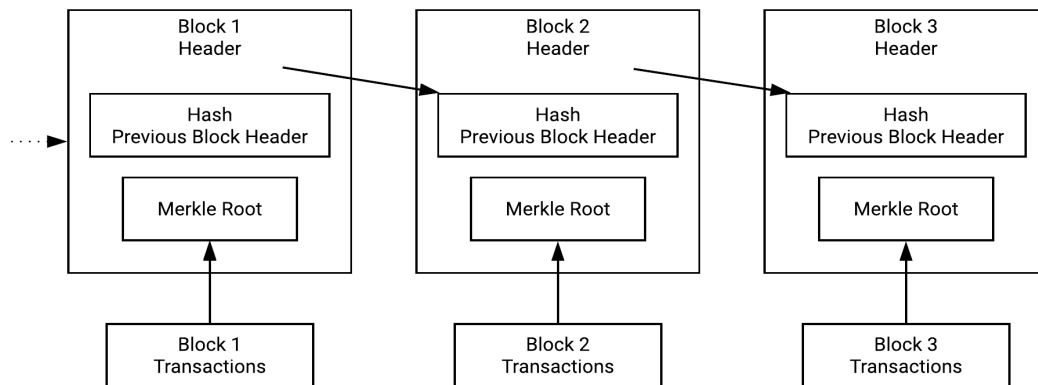 Block 1
Header
Hash
Previous Block Header
Merkle Root
Block 1
Transactions
Block 2
Header
Hash
Previous Block Header
Merkle Root
Block 2
Transactions
Block 3
Header
Hash
Previous Block Header
Merkle Root
Block 3
Transactions